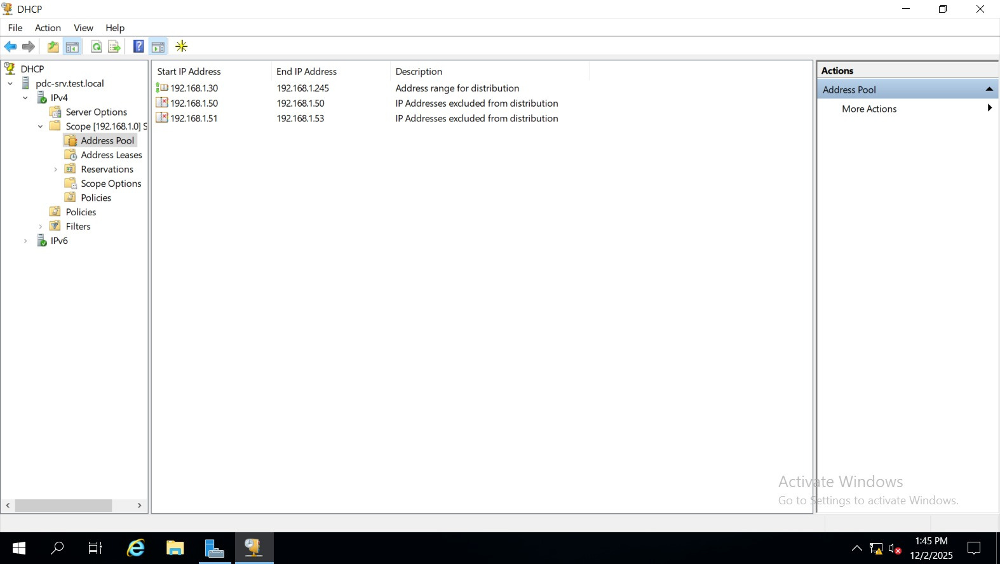 DHCP
File Action View Help
DHCP
pdc-srv.test.local
IPv4
Server Options
Scope [192.168.1.0] S
Address Pool
Address Leases
Reservations
Scope Options
Policies
Policies
Filters
IPv6
Start IP Address End IP Address Description
192.168.1.30 192.168.1.245 Address range for distribution
192.168.1.50 192.168.1.50 IP Addresses excluded from distribution
192.168.1.51 192.168.1.53 IP Addresses excluded from distribution
Actions
Address Pool
More Actions
Activate Windows
Go to Settings to activate Windows.
1:45 PM
12/2/2025